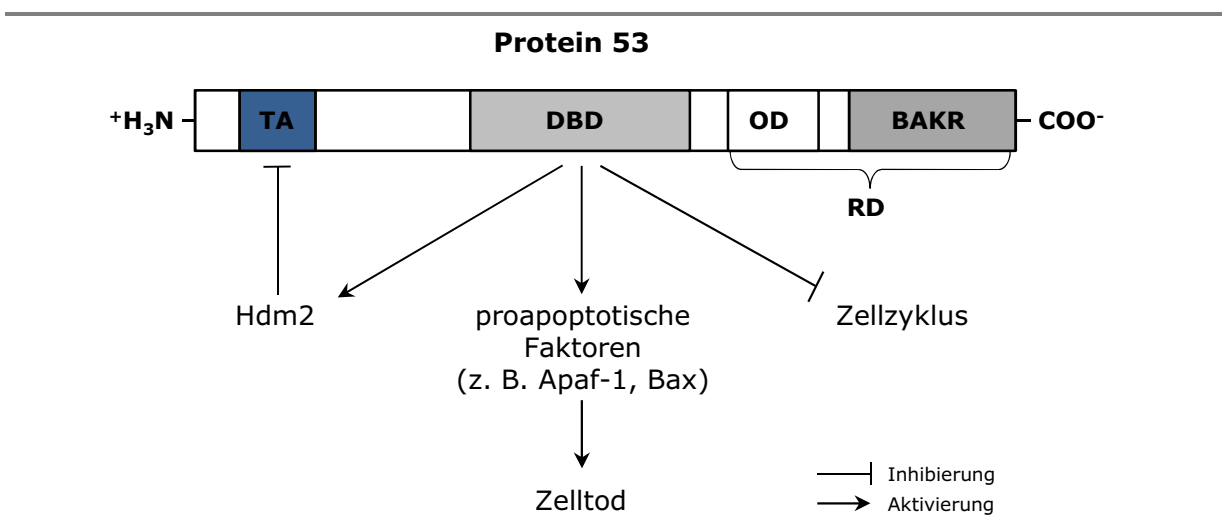 Protein 53
⁺H₃N TA DBD OD BAKR COO⁻
RD
Hdm2
proapoptotische
Faktoren
(z. B. Apaf-1, Bax)
Zellzyklus
Zelltod
Inhibierung
Aktivierung